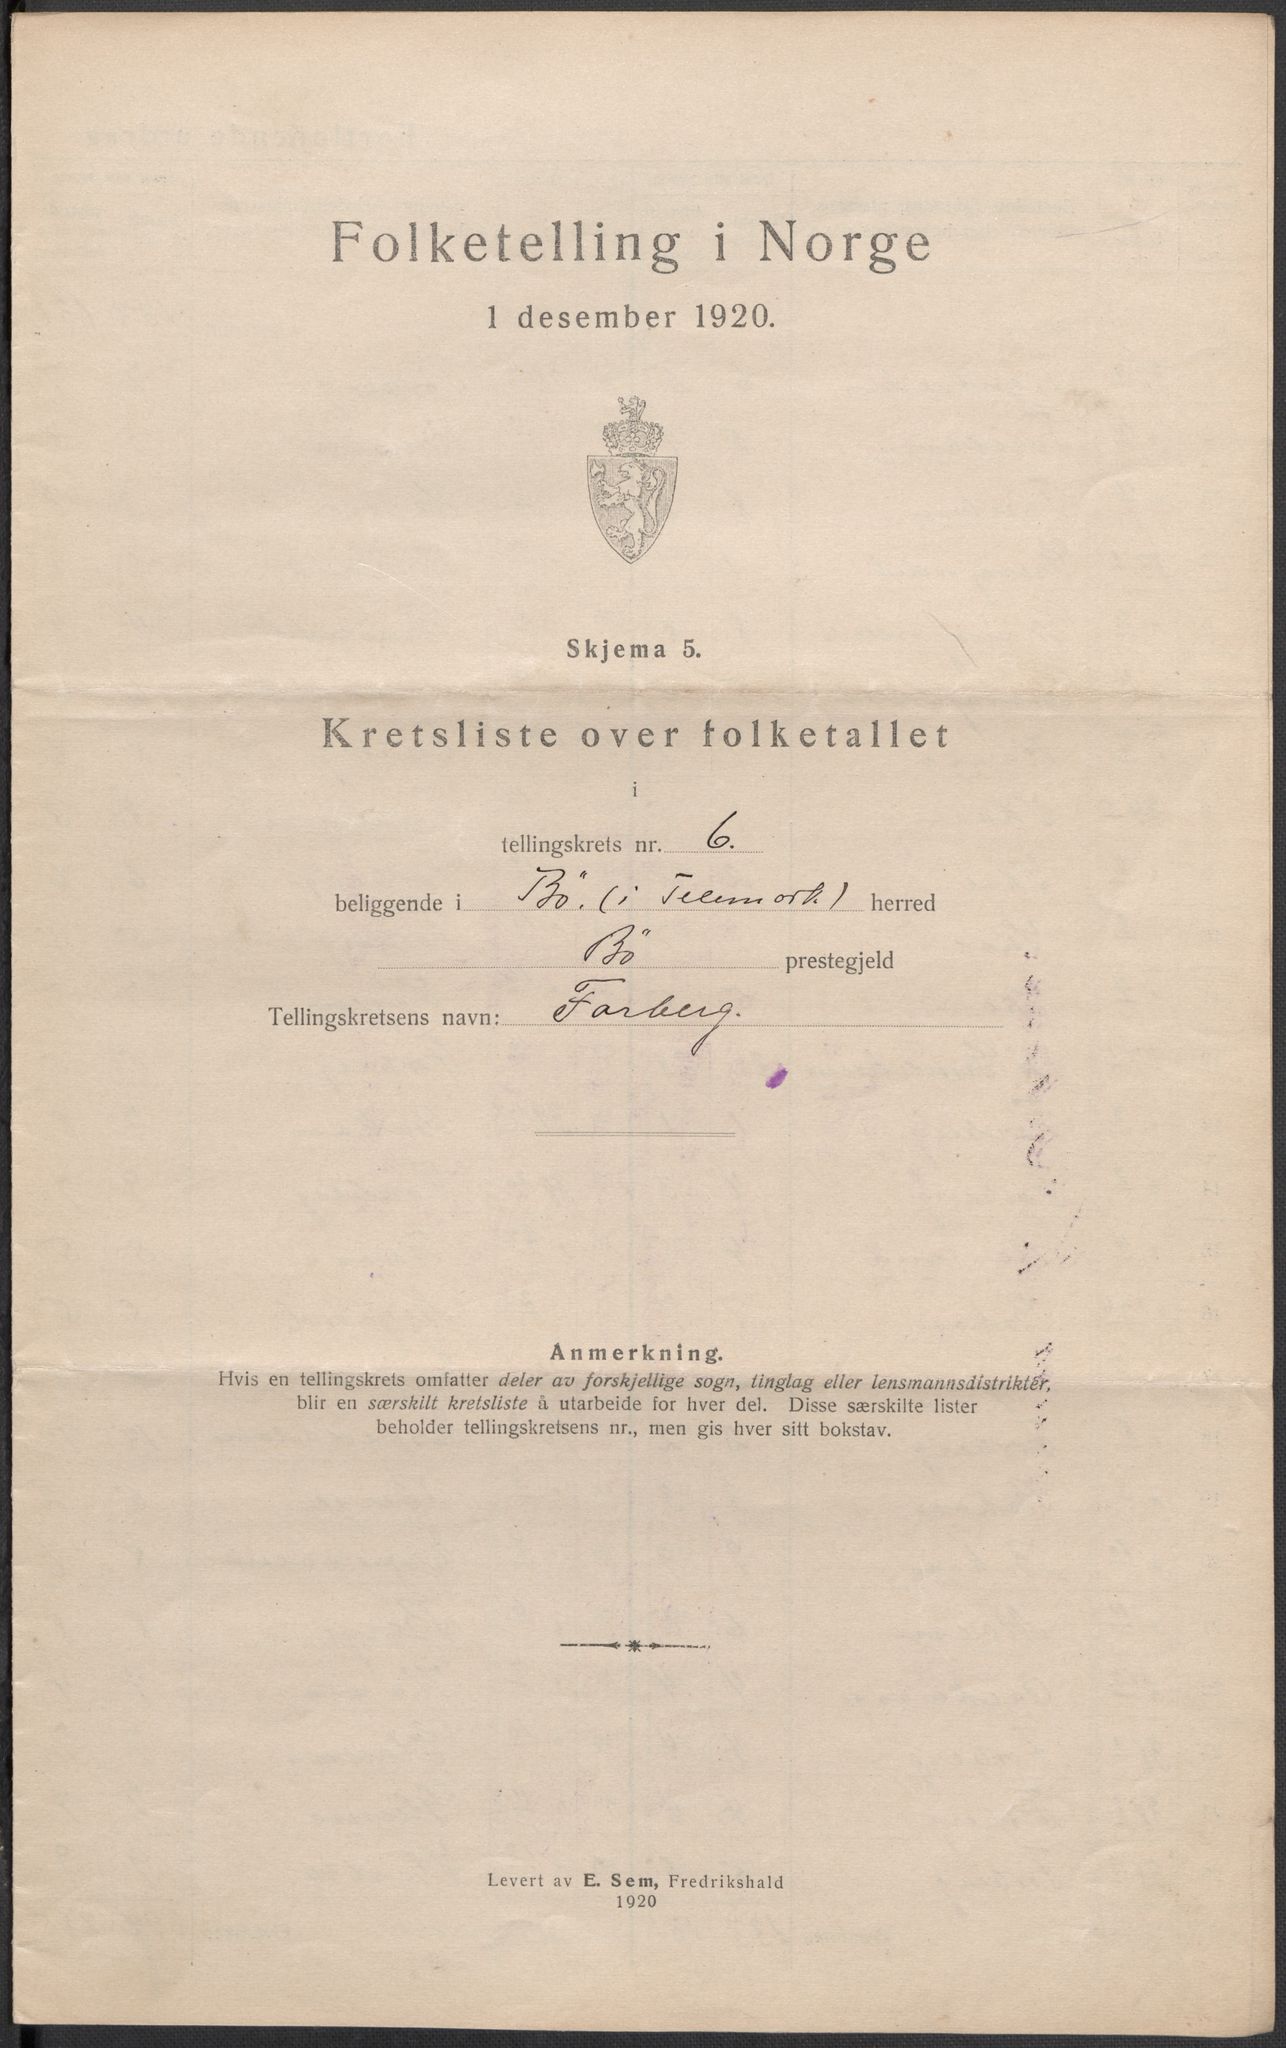 Folketelling i Norge
1 desember 1920.
Skjema 5.
Kretsliste over folketallet
i
tellingskrets nr. 6.
beliggende i Bö. (i Telemark) herred
Bö prestegjeld
Tellingskretsens navn: Forberg.
Anmerkning.
Hvis en tellingskrets omfatter deler av forskjellige sogn, tinglag eller lensmannsdistrikter,
blir en særskilt kretsliste å utarbeide for hver del. Disse særskilte lister
beholder tellingskretsens nr., men gis hver sitt bokstav.
Levert av E. Sem, Fredrikshald
1920